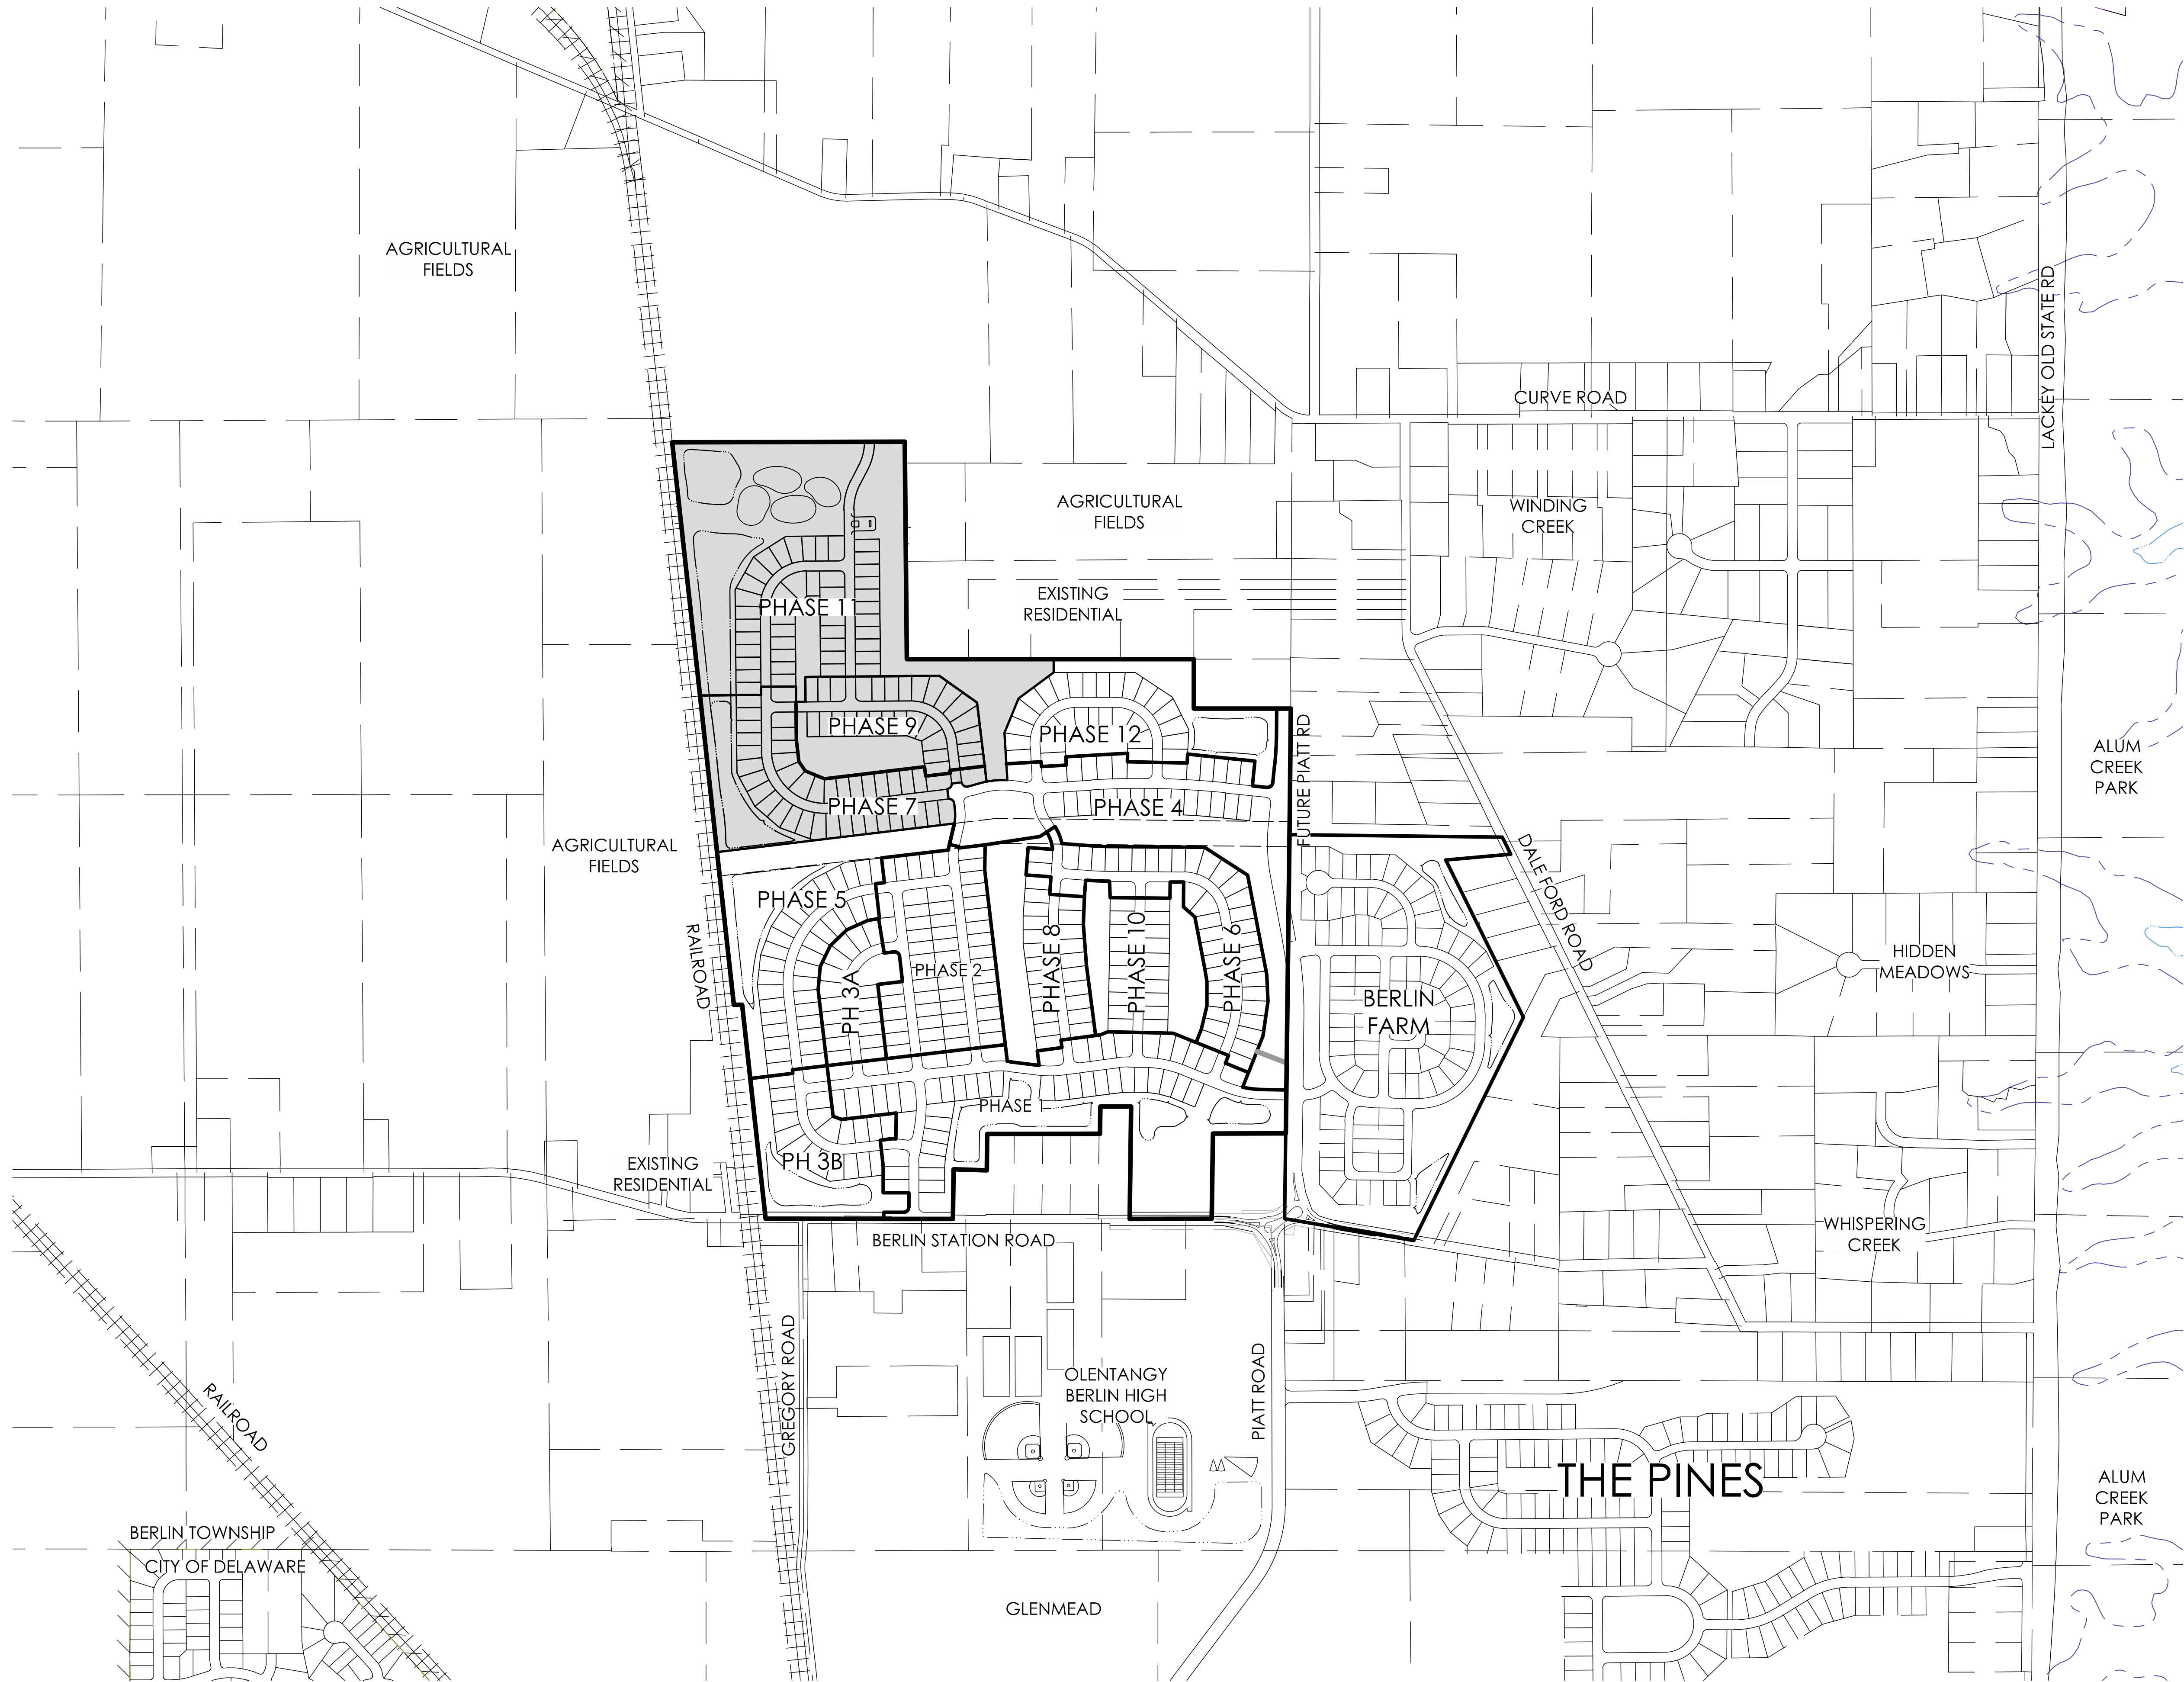 AGRICULTURAL
FIELDS
LACKEY OLD STATE RD
CURVE ROAD
AGRICULTURAL
FIELDS
WINDING
CREEK
EXISTING
RESIDENTIAL
PHASE 11
PHASE 9
PHASE 12
FUTURE PIATT RD
ALUM
CREEK
PARK
PHASE 7
PHASE 4
AGRICULTURAL
FIELDS
DALE FORD ROAD
PHASE 5
RAILROAD
PH 3A
PHASE 2
PHASE 8
PHASE 10
PHASE 6
BERLIN
FARM
HIDDEN
MEADOWS
PHASE 1
EXISTING
RESIDENTIAL
PH 3B
WHISPERING
CREEK
BERLIN STATION ROAD
GREGORY ROAD
OLENTANGY
BERLIN HIGH
SCHOOL
PIATT ROAD
RAILROAD
THE PINES
ALUM
CREEK
PARK
BERLIN TOWNSHIP
CITY OF DELAWARE
GLENMEAD